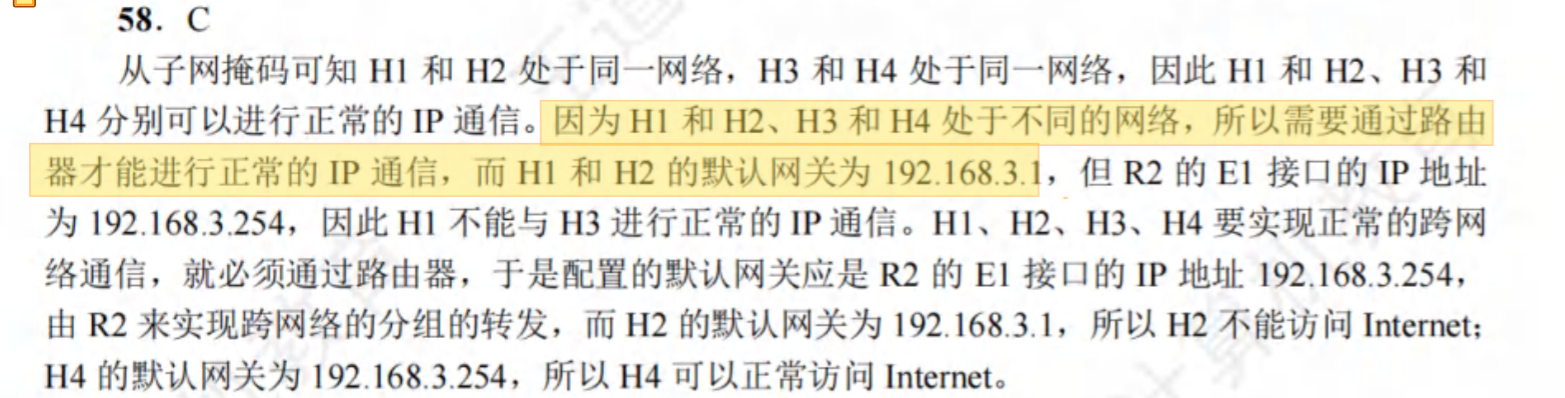 58. C
从子网掩码可知 H1 和 H2 处于同一网络，H3 和 H4 处于同一网络，因此 H1 和 H2、H3 和
H4 分别可以进行正常的 IP 通信。因为 H1 和 H2、H3 和 H4 处于不同的网络，所以需要通过路由
器才能进行正常的 IP 通信，而 H1 和 H2 的默认网关为 192.168.3.1，但 R2 的 E1 接口的 IP 地址
为 192.168.3.254，因此 H1 不能与 H3 进行正常的 IP 通信。H1、H2、H3、H4 要实现正常的跨网
络通信，就必须通过路由器，于是配置的默认网关应是 R2 的 E1 接口的 IP 地址 192.168.3.254，
由 R2 来实现跨网络的分组的转发，而 H2 的默认网关为 192.168.3.1，所以 H2 不能访问 Internet；
H4 的默认网关为 192.168.3.254，所以 H4 可以正常访问 Internet。